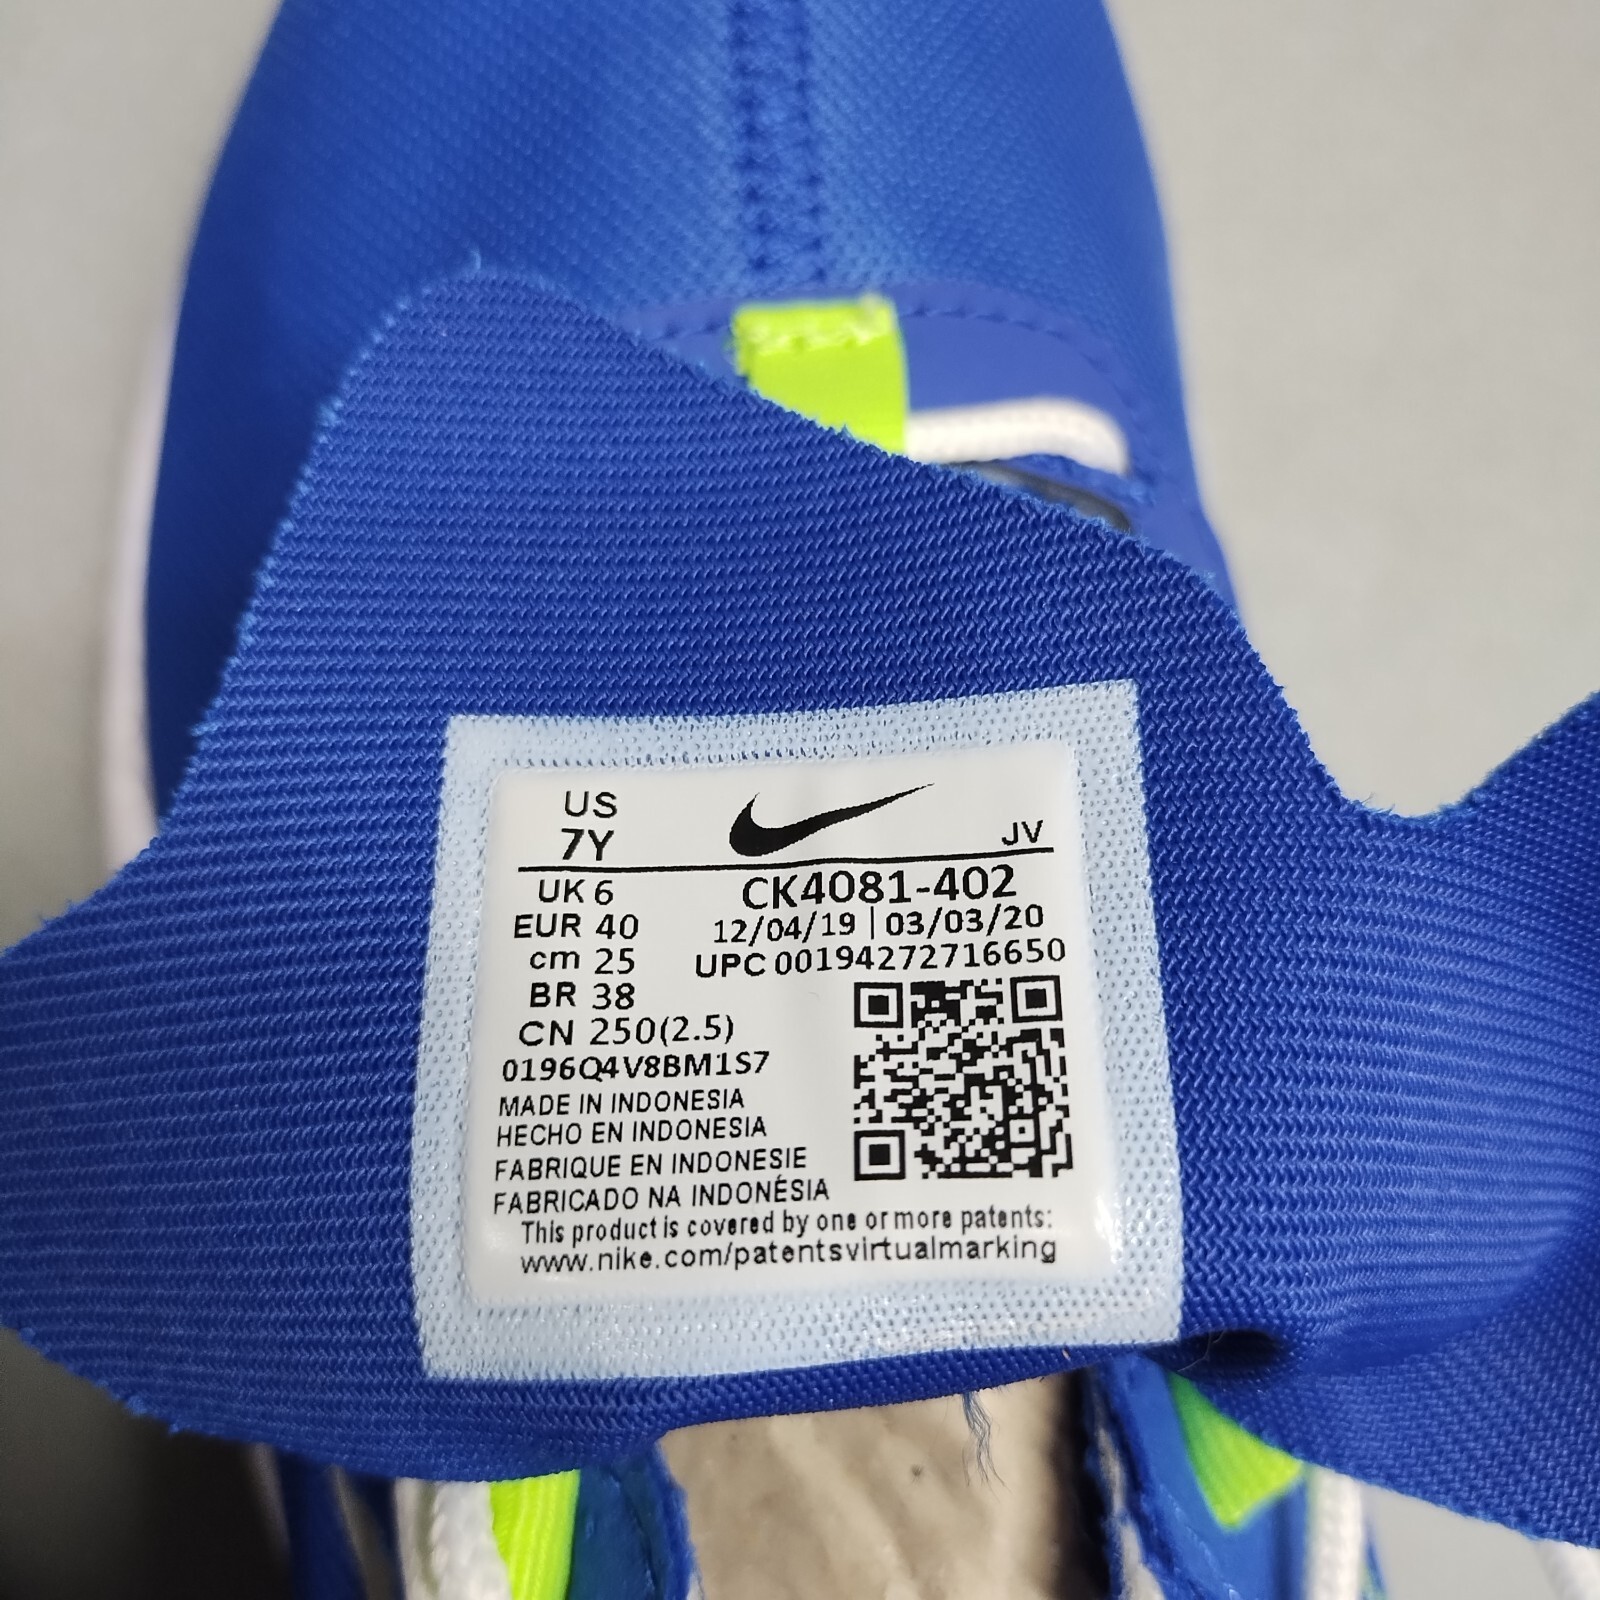 US
7Y
JV
UK 6
CK4081-402
EUR 40
12/04/19 | 03/03/20
cm 25
UPC 00194272716650
BR 38
CN 250(2.5)
0196Q4V8BM1S7
MADE IN INDONESIA
HECHO EN INDONESIA
FABRIQUE EN INDONESIE
FABRICADO NA INDONÉSIA
This product is covered by one or more patents:
www.nike.com/patentsvirtualmarking